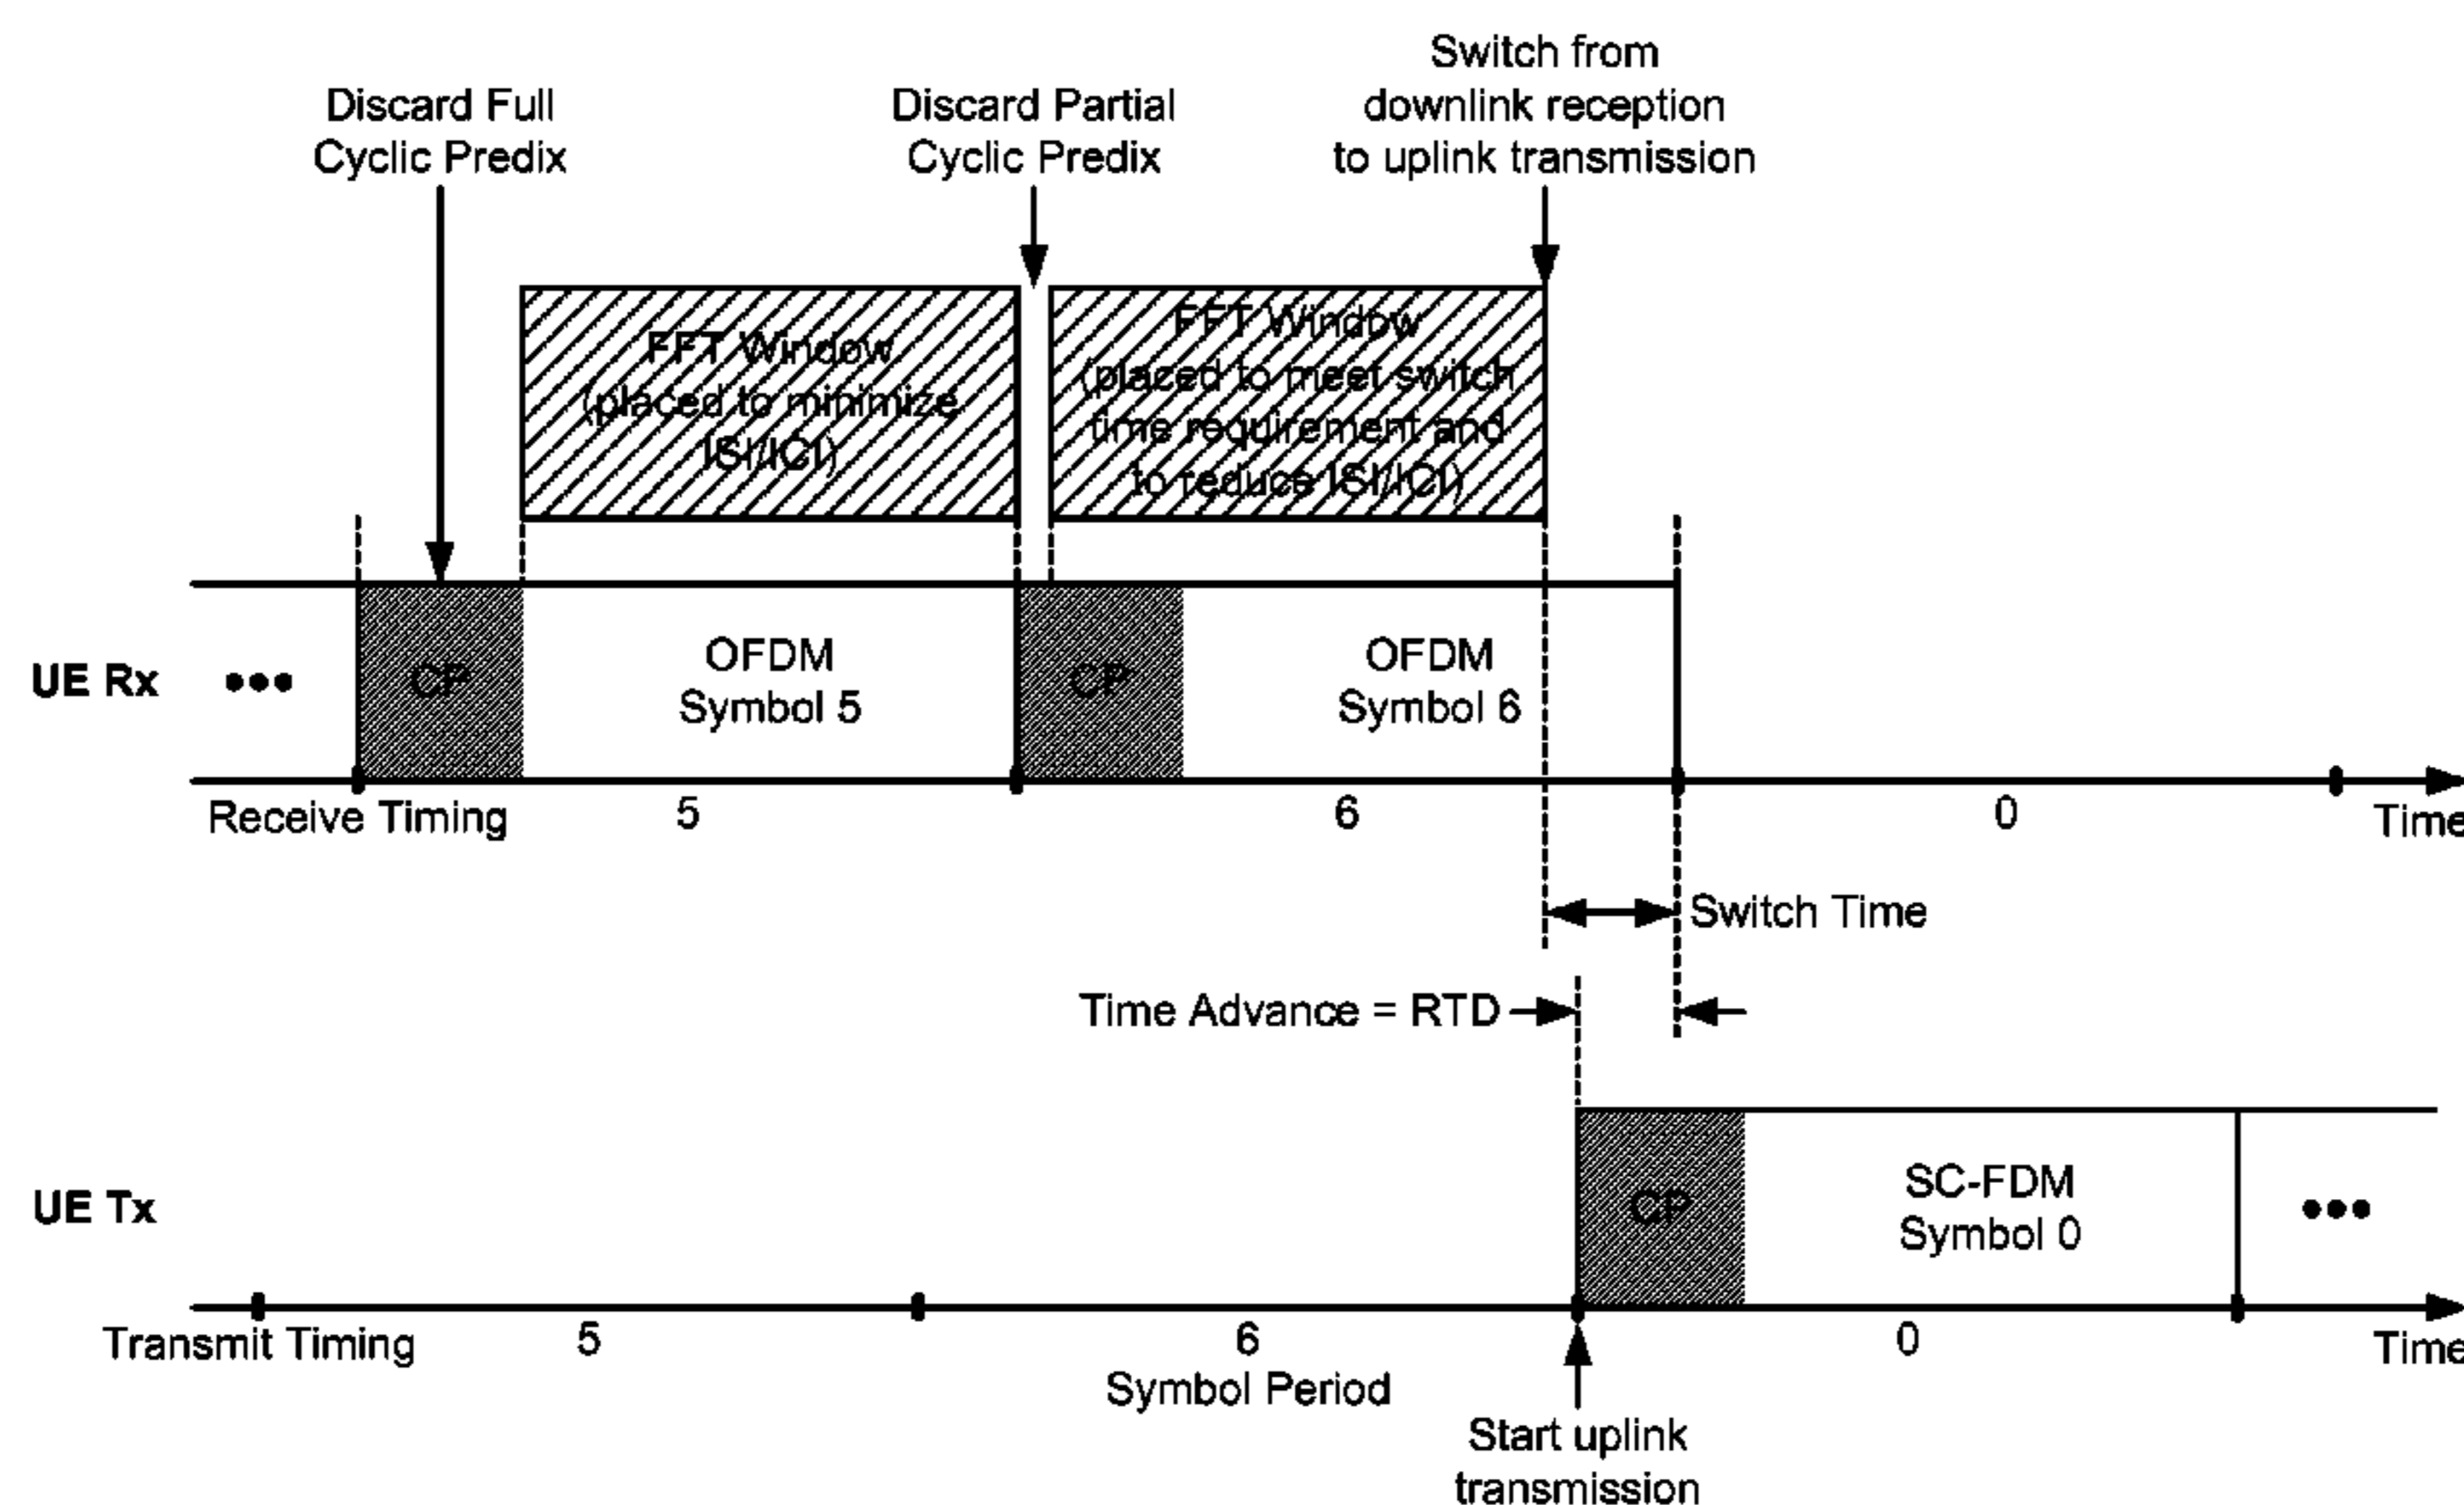 Discard Full
Cyclic Predix
Discard Partial
Cyclic Predix
Switch from
downlink reception
to uplink transmission
FFT Window
(placed to minimize
ISI/ICI)
FFT Window
(placed to meet switch
time requirement and
to reduce ISI/ICI)
UE Rx
CP
OFDM
Symbol 5
CP
OFDM
Symbol 6
Receive Timing
5
6
0
Time
Switch Time
Time Advance = RTD
UE Tx
CP
SC-FDM
Symbol 0
Transmit Timing
5
6
0
Time
Symbol Period
Start uplink
transmission